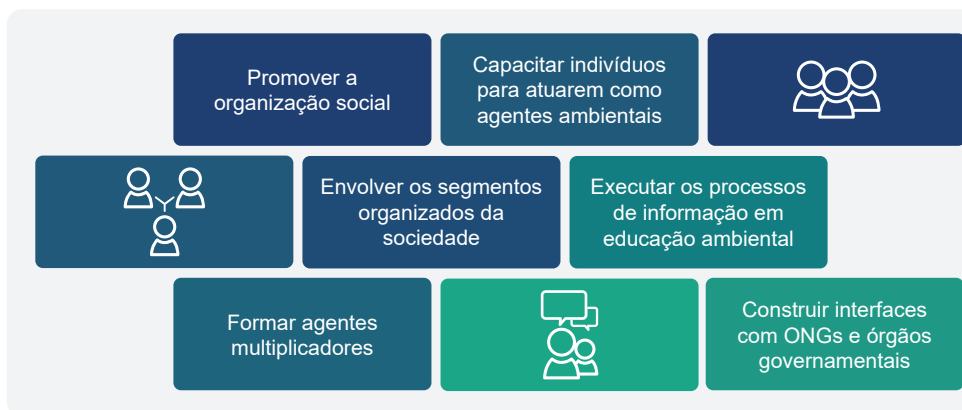 Promover a
organização social
Capacitar indivíduos
para atuarem como
agentes ambientais
Envolver os segmentos
organizados da
sociedade
Executar os processos
de informação em
educação ambiental
Formar agentes
multiplicadores
Construir interfaces
com ONGs e órgãos
governamentais